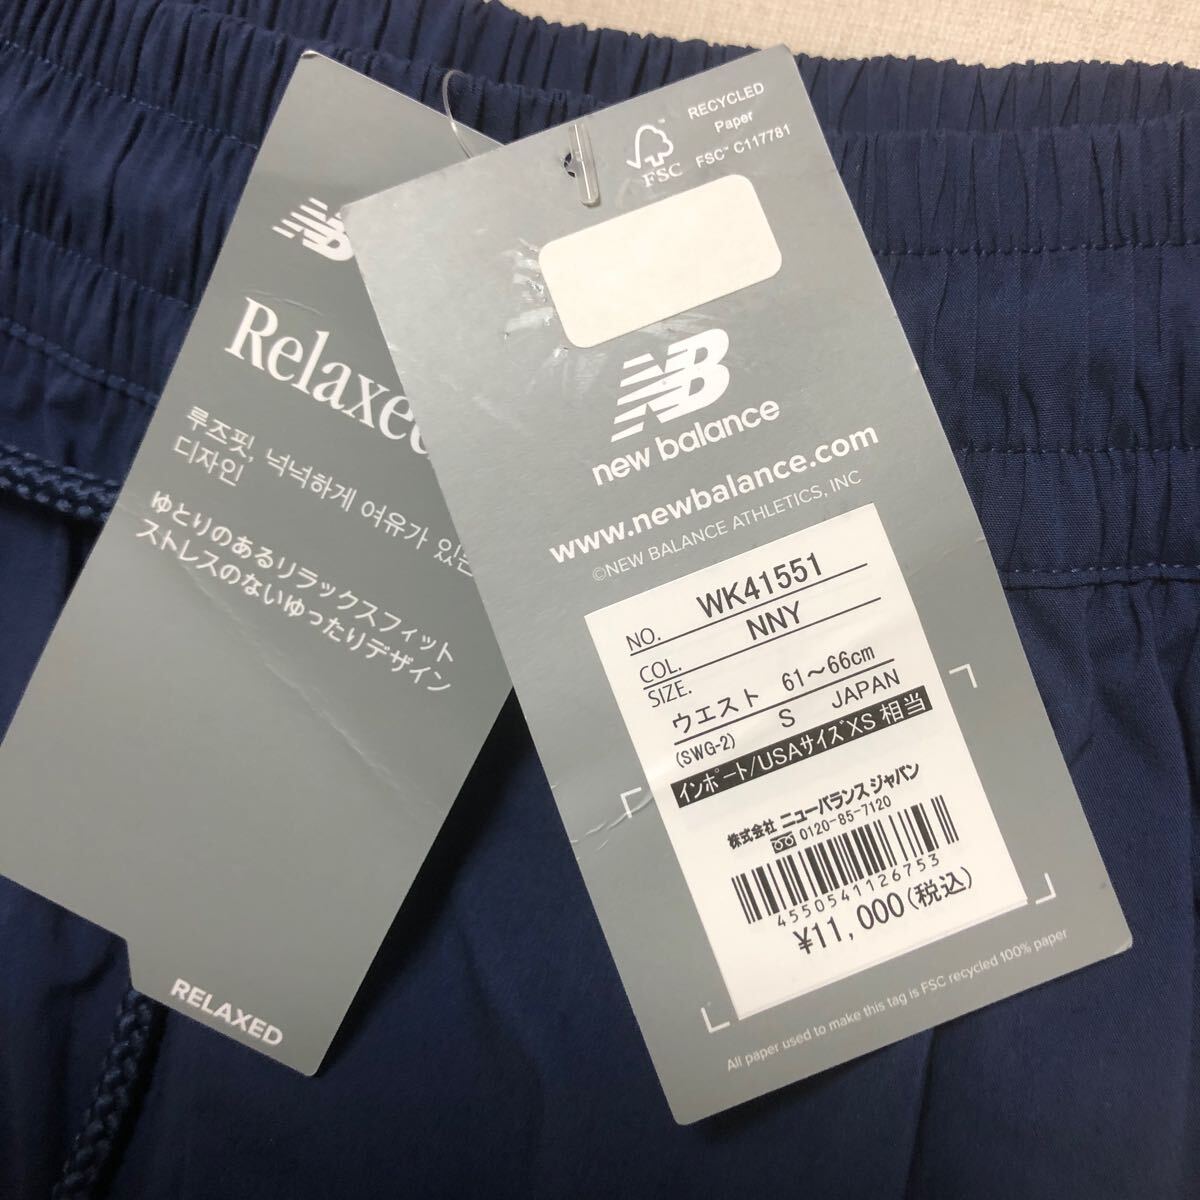 Relaxed
루즈핏, 넉넉하게 여유가 있는
디자인
ゆとりのあるリラックスフィット
ストレスのないゆったりデザイン
RELAXED
RECYCLED
Paper
FSC™ C117781
FSC
NB
new balance
www.newbalance.com
©NEW BALANCE ATHLETICS, INC
NO. WK41551
COL. NNY
SIZE.
ウエスト 61～66cm
(SWG-2) S JAPAN
インポート/USAサイズXS 相当
株式会社 ニューバランス ジャパン
0120-85-7120
4550541126753
¥11,000(税込)
All paper used to make this tag is FSC recycled 100% paper